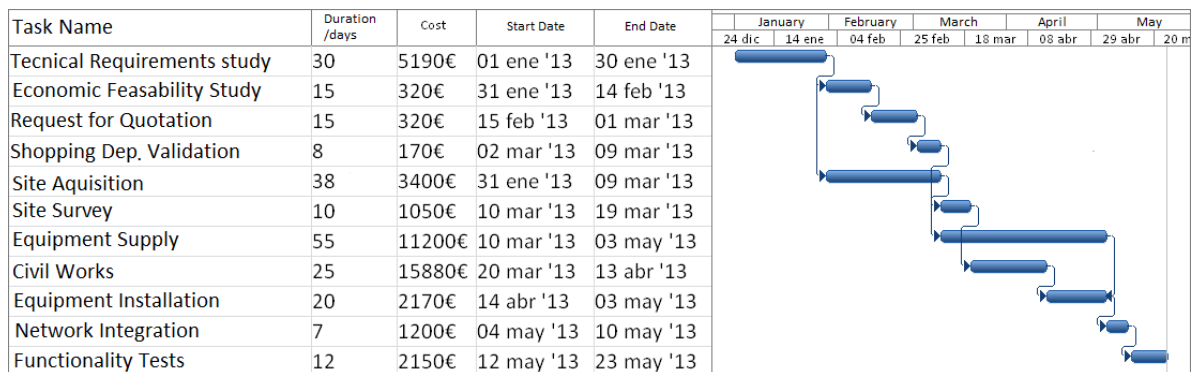 Task Name Duration /days Cost Start Date End Date January February March April May
24 dic 14 ene 04 feb 25 feb 18 mar 08 abr 29 abr 20 m
Tecnical Requirements study 30 5190€ 01 ene '13 30 ene '13
Economic Feasability Study 15 320€ 31 ene '13 14 feb '13
Request for Quotation 15 320€ 15 feb '13 01 mar '13
Shopping Dep. Validation 8 170€ 02 mar '13 09 mar '13
Site Aquisition 38 3400€ 31 ene '13 09 mar '13
Site Survey 10 1050€ 10 mar '13 19 mar '13
Equipment Supply 55 11200€ 10 mar '13 03 may '13
Civil Works 25 15880€ 20 mar '13 13 abr '13
Equipment Installation 20 2170€ 14 abr '13 03 may '13
Network Integration 7 1200€ 04 may '13 10 may '13
Functionality Tests 12 2150€ 12 may '13 23 may '13